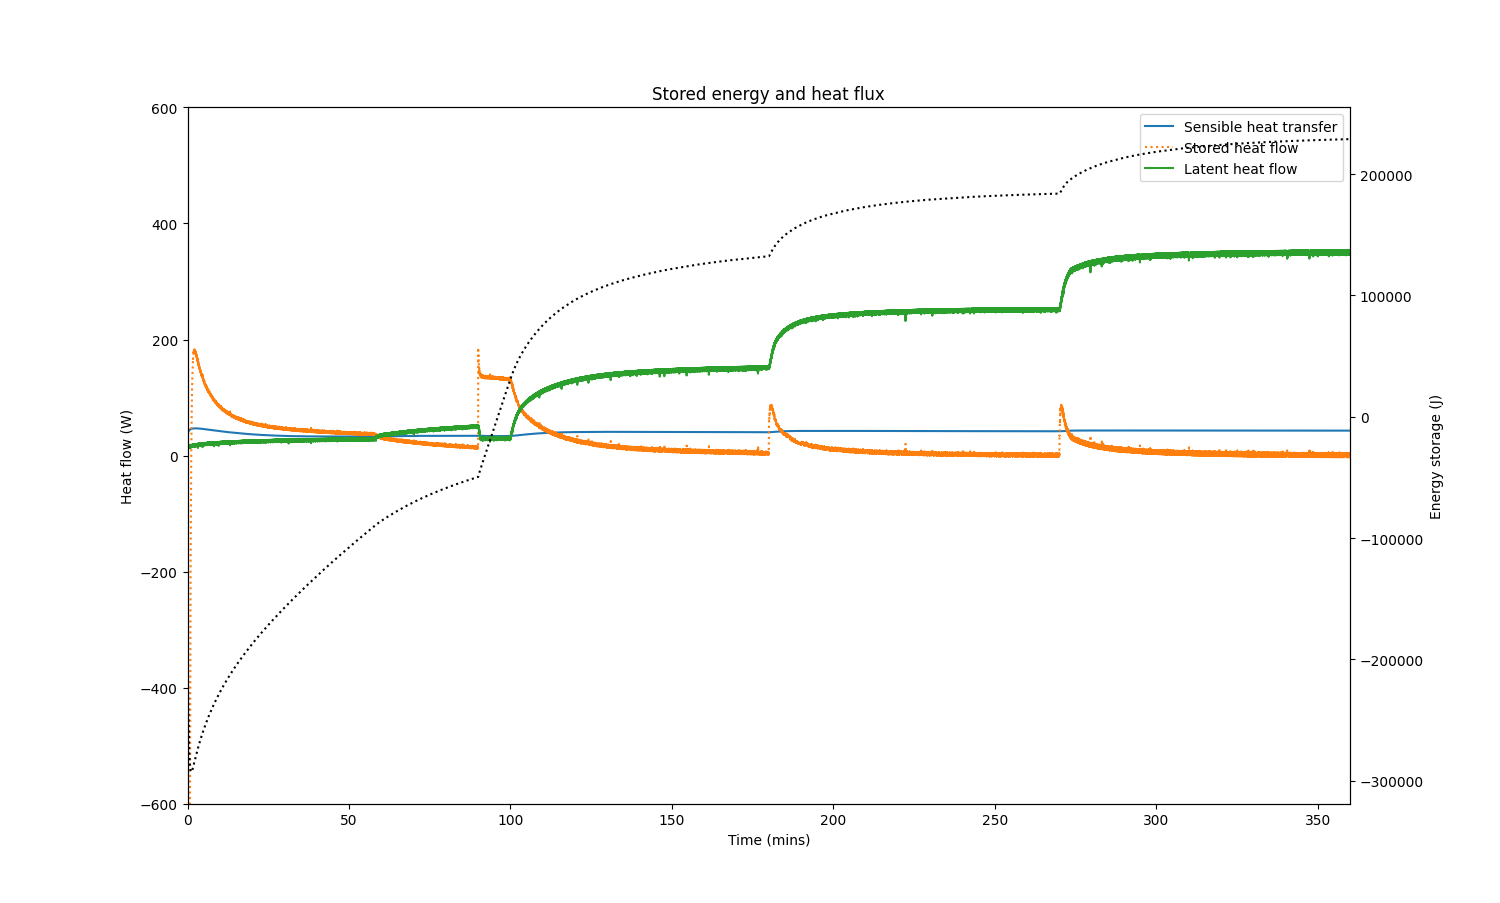 Stored energy and heat flux
Sensible heat transfer
Stored heat flow
Latent heat flow
600
400
200
0
−200
−400
−600
Heat flow (W)
200000
100000
0
−100000
−200000
−300000
Energy storage (J)
0 50 100 150 200 250 300 350
Time (mins)